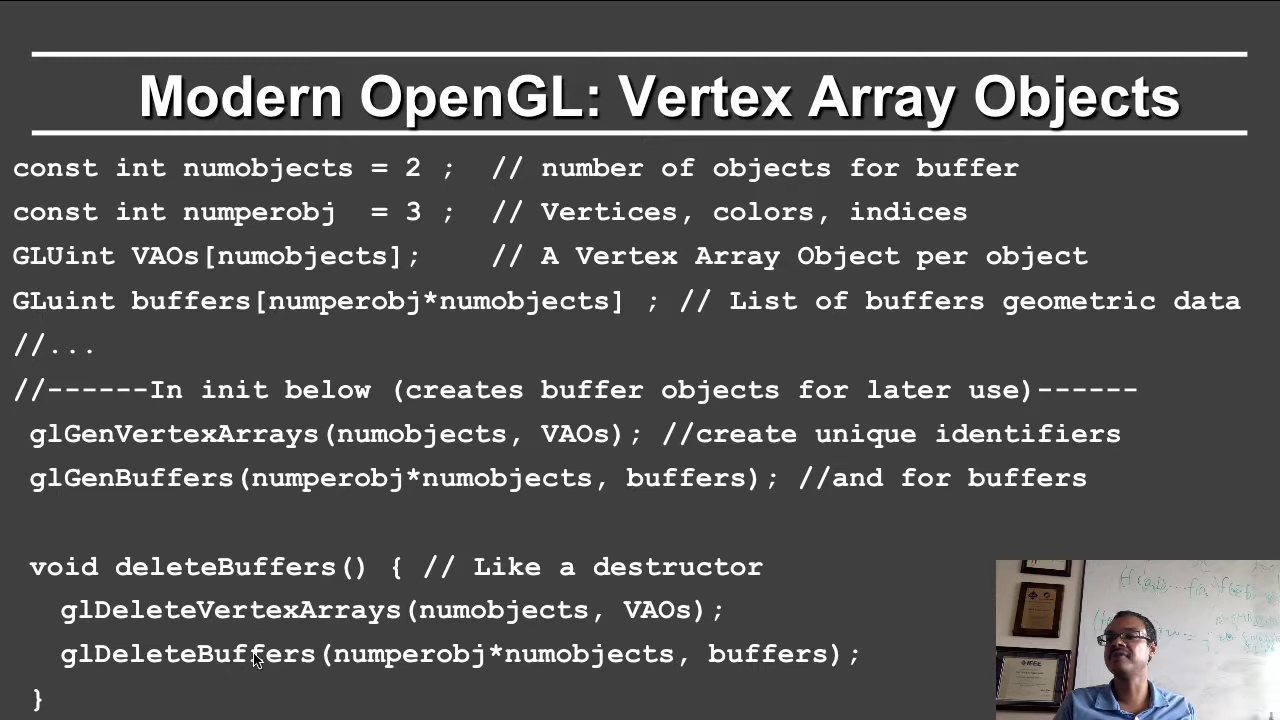 Modern OpenGL: Vertex Array Objects
const int numobjects = 2 ;  // number of objects for buffer
const int numperobj  = 3 ;  // Vertices, colors, indices
GLUint VAOs[numobjects];    // A Vertex Array Object per object
GLuint buffers[numperobj*numobjects] ; // List of buffers geometric data
//...
//------In init below (creates buffer objects for later use)------
glGenVertexArrays(numobjects, VAOs); //create unique identifiers
glGenBuffers(numperobj*numobjects, buffers); //and for buffers
void deleteBuffers() { // Like a destructor
glDeleteVertexArrays(numobjects, VAOs);
glDeleteBuffers(numperobj*numobjects, buffers);
}
IEEE